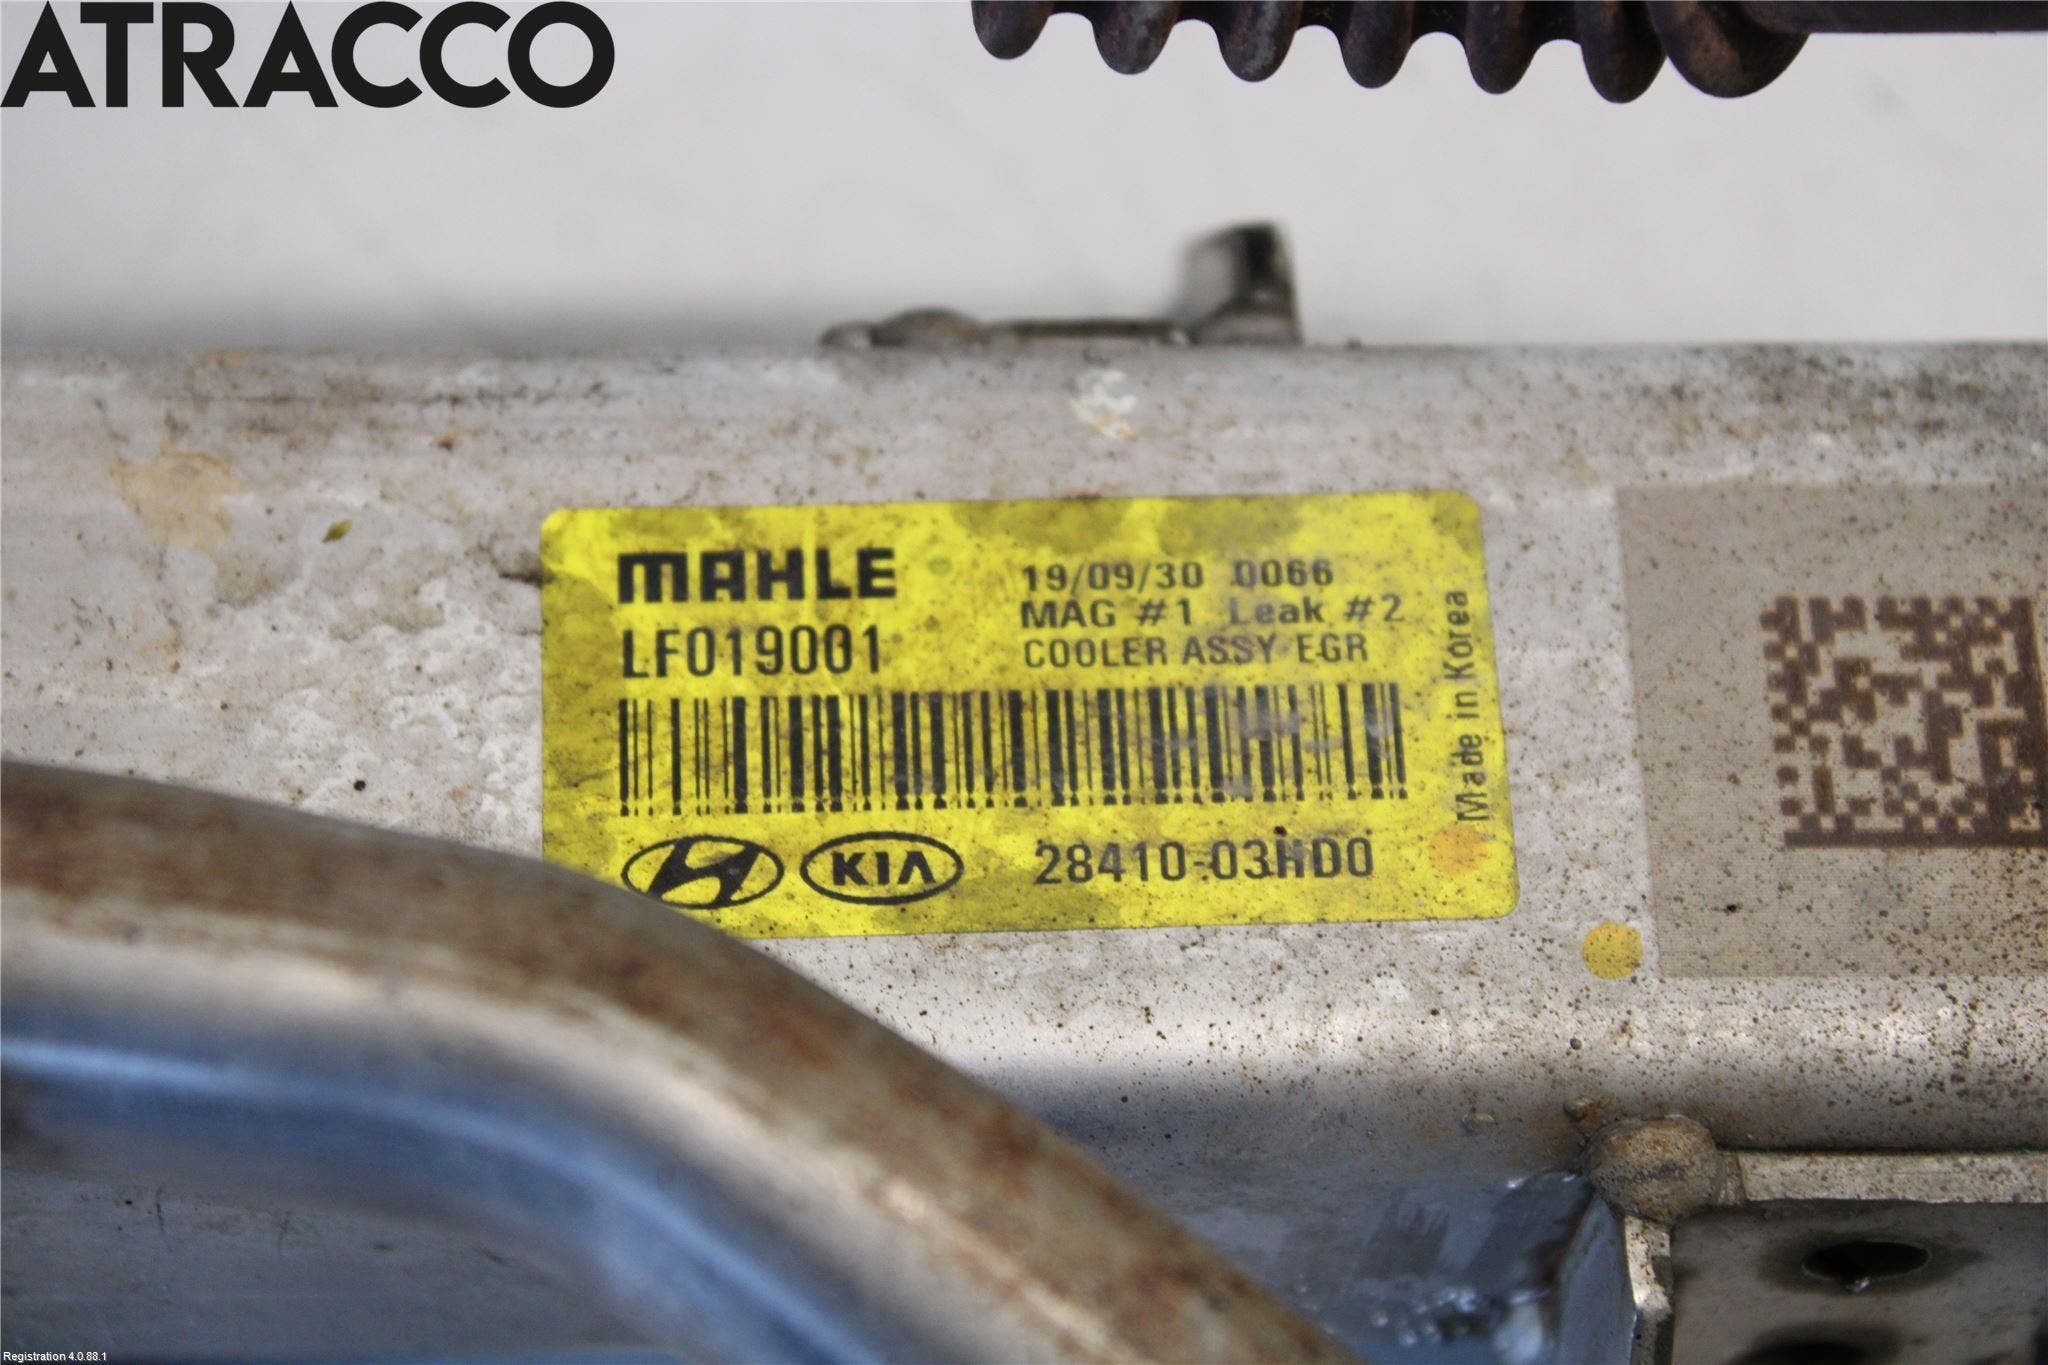 ATRACCO
MAHLE
LF019001
19/09/30 0066
MAG #1 Leak #2
COOLER ASSY-EGR
Made in Korea
KIA
28410-03HD0
Registration 4.0.88.1